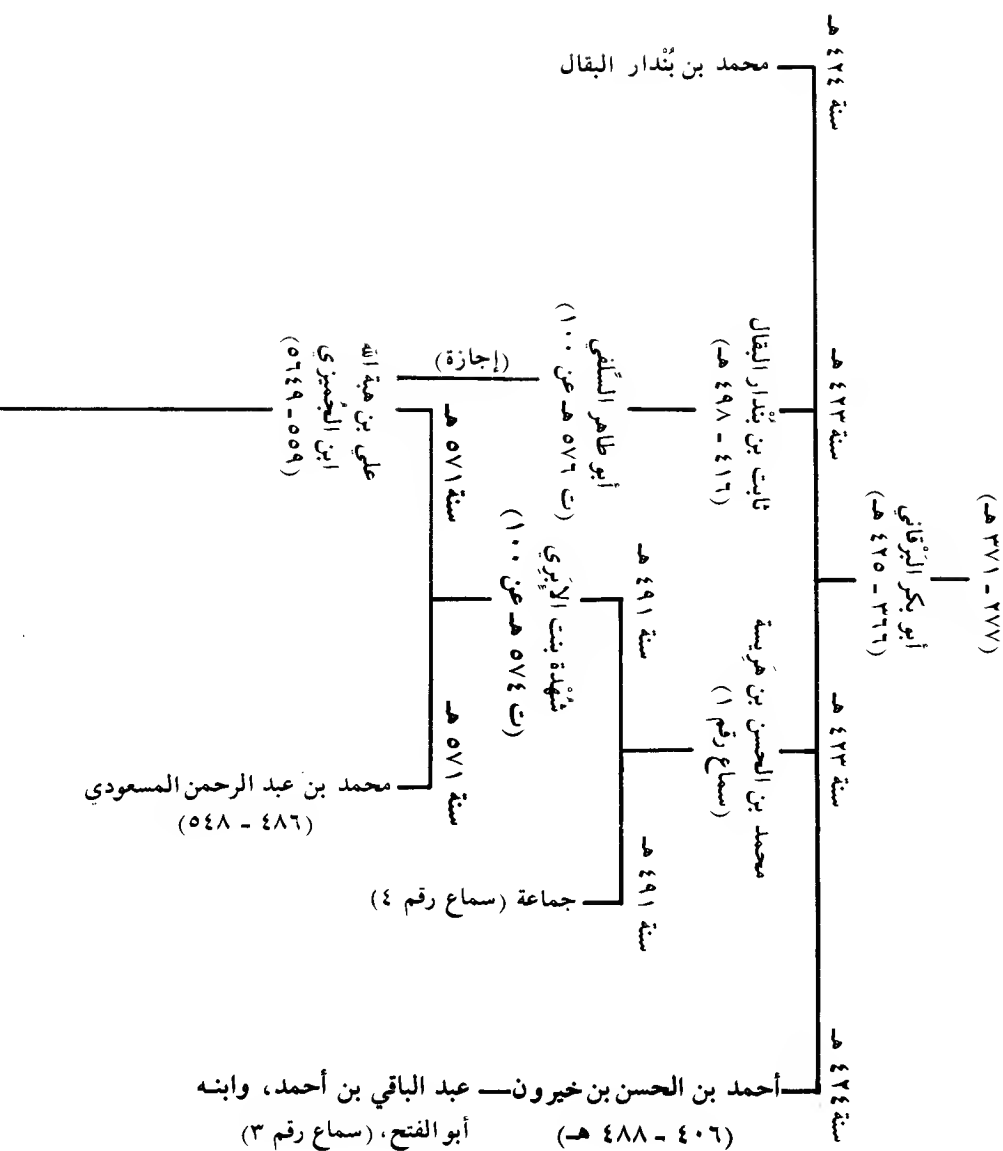 (٢٧٧ - ٣٧١ هـ)
أبو بكر البَرْقاني
(٣٦٦ - ٤٢٥ هـ)
سنة ٤٢٤ هـ
محمد بن بُنْدار البقال
سنة ٤٢٣ هـ
ثابت بن بُنْدار البقال
(٤١٦ - ٤٩٨ هـ)
أبو طاهر السِّلَفي
(ت ٥٧٦ هـ عن ١٠٠)
(إجازة)
علي بن هبة الله
ابن الجُميزي
(٥٥٩ - ٥٦٤٩)
سنة ٤٢٣ هـ
محمد بن الحسن بن هَرِيسة
(سماع رقم ١)
سنة ٤٩١ هـ
شُهْدة بنت الإبَرِي
(ت ٥٧٤ هـ عن ١٠٠)
سنة ٥٧١ هـ
سنة ٥٧١ هـ
محمد بن عبد الرحمن المسعودي
(٤٨٦ - ٥٤٨)
سنة ٤٩١ هـ
جماعة (سماع رقم ٤)
سنة ٤٢٤ هـ
أحمد بن الحسن بن خيرون — عبد الباقي بن أحمد، وابنه
(٤٠٦ - ٤٨٨ هـ) أبو الفتح، (سماع رقم ٣)